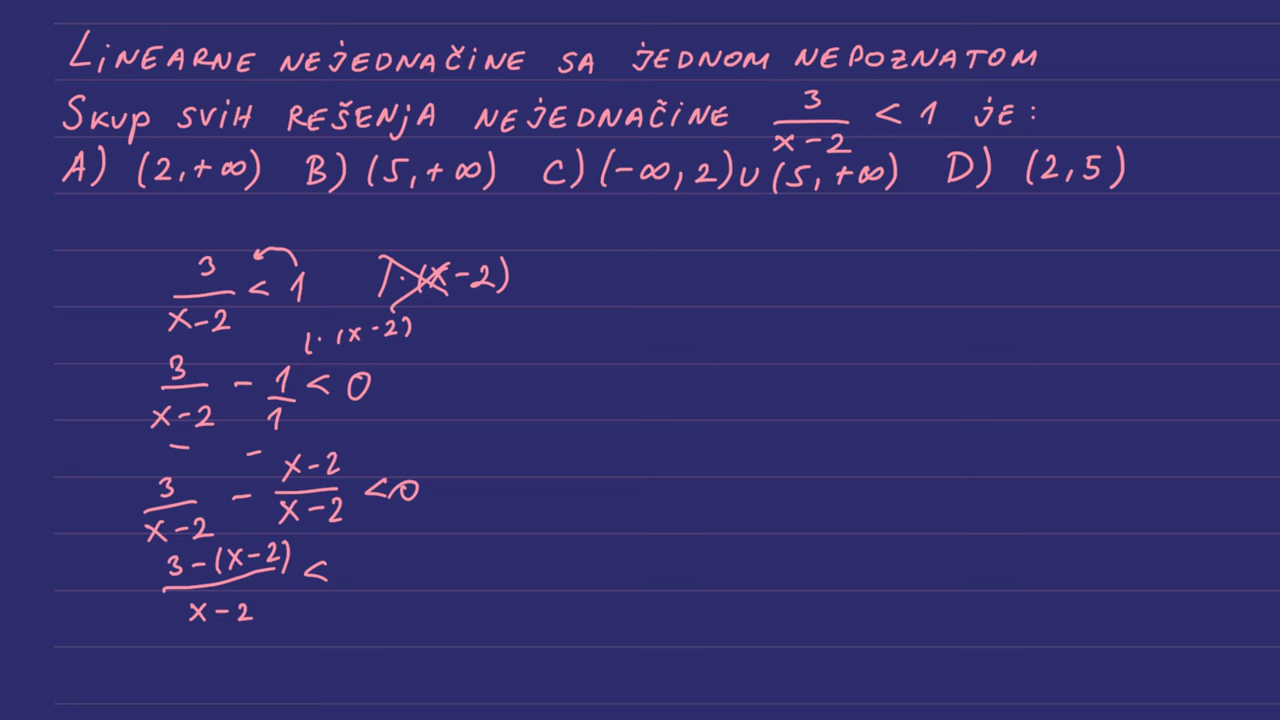 LINEARNE NEJEDNAČINE SA JEDNOM NEPOZNATOM
SKUP SVIH REŠENJA NEJEDNAČINE 3/(x-2) < 1 JE:
A) (2,+∞) B) (5,+∞) C) (-∞,2)∪(5,+∞) D) (2,5)
3/(x-2) < 1 /·(x-2)
/·(x-2)
3/(x-2) - 1/1 < 0
3/(x-2) - (x-2)/(x-2) < 0
(3-(x-2))/(x-2) <